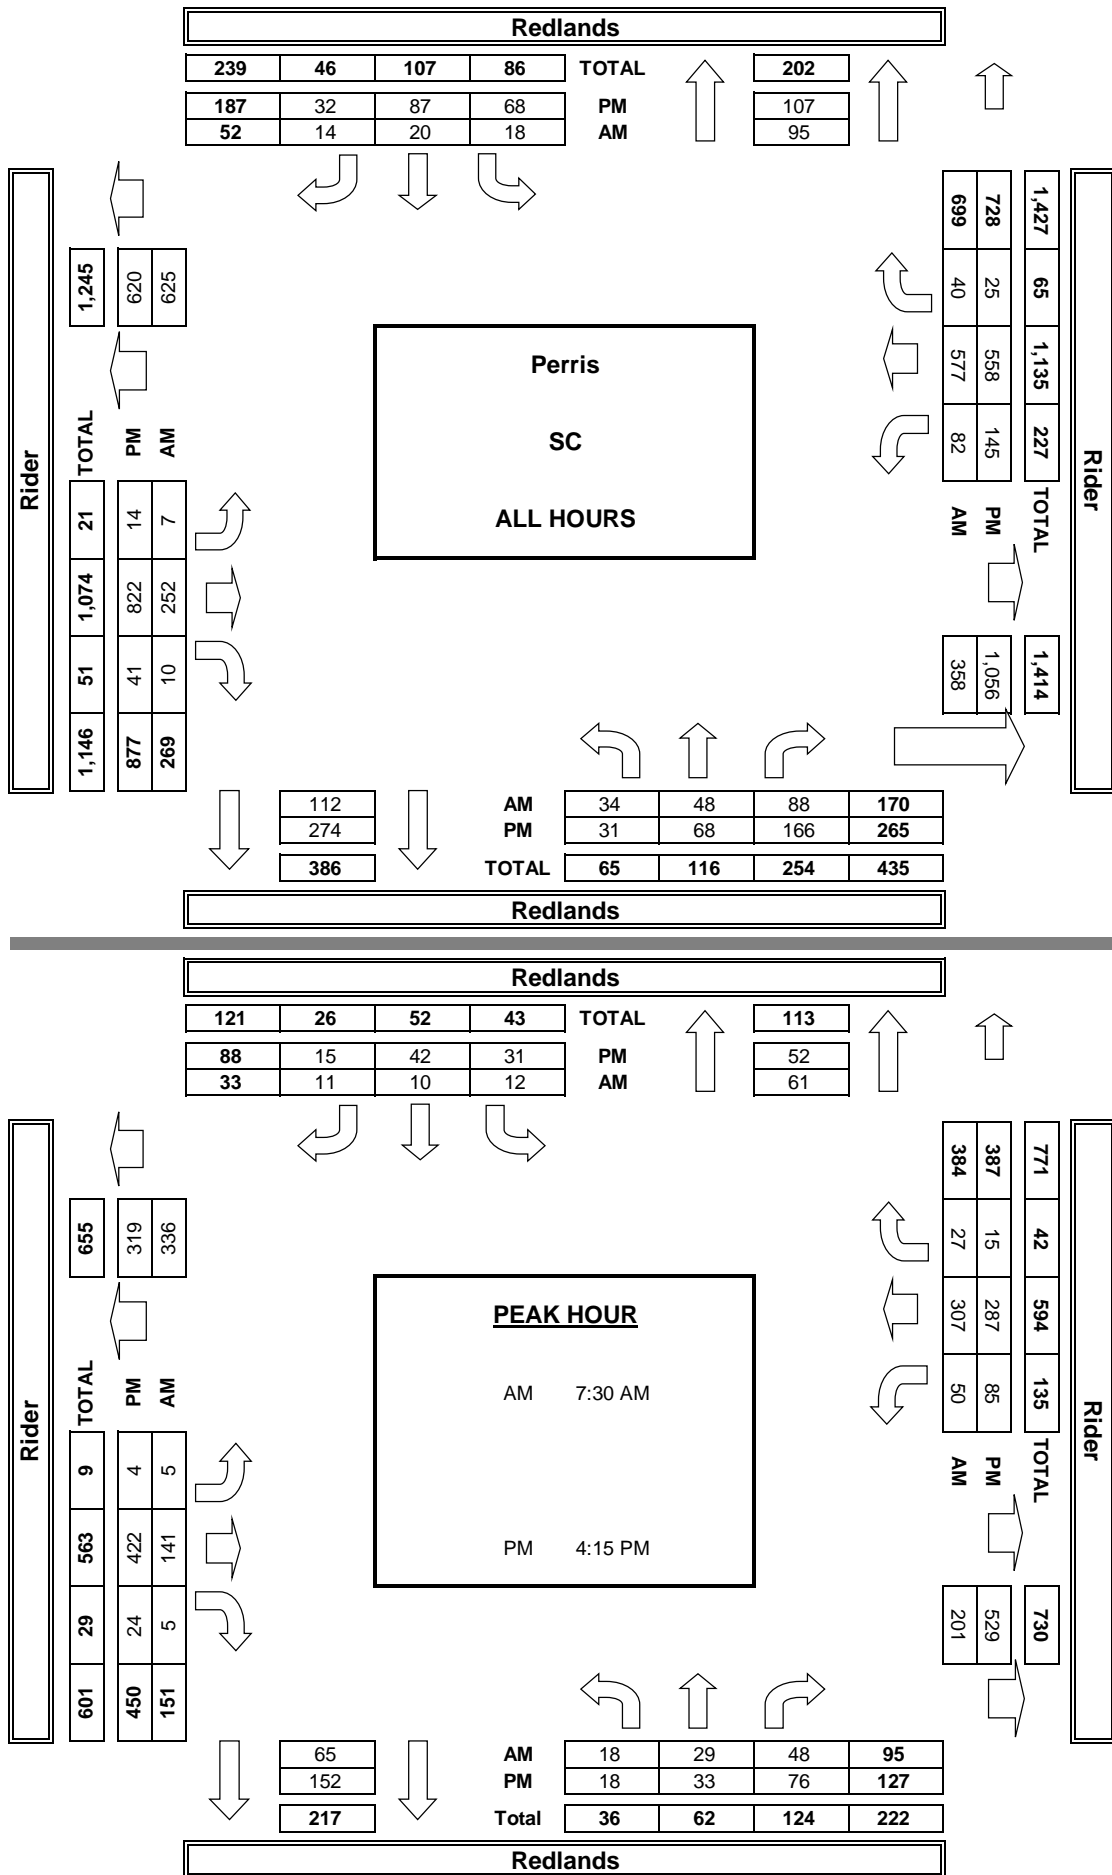 Redlands
239 46 107 86 TOTAL 202
187 32 87 68 PM 107
52 14 20 18 AM 95
Rider
1,245
620
625
TOTAL 21 1,074 51 1,146
PM 14 822 41 877
AM 7 252 10 269
Perris
SC
ALL HOURS
1,427 65 1,135 227 TOTAL 1,414
728 25 558 145 PM 1,056
699 40 577 82 AM 358
Rider
112 AM 34 48 88 170
274 PM 31 68 166 265
386 TOTAL 65 116 254 435
Redlands
Redlands
121 26 52 43 TOTAL 113
88 15 42 31 PM 52
33 11 10 12 AM 61
Rider
655
319
336
TOTAL 9 563 29 601
PM 4 422 24 450
AM 5 141 5 151
PEAK HOUR
AM 7:30 AM
PM 4:15 PM
771 42 594 135 TOTAL 730
387 15 287 85 PM 529
384 27 307 50 AM 201
Rider
65 AM 18 29 48 95
152 PM 18 33 76 127
217 Total 36 62 124 222
Redlands